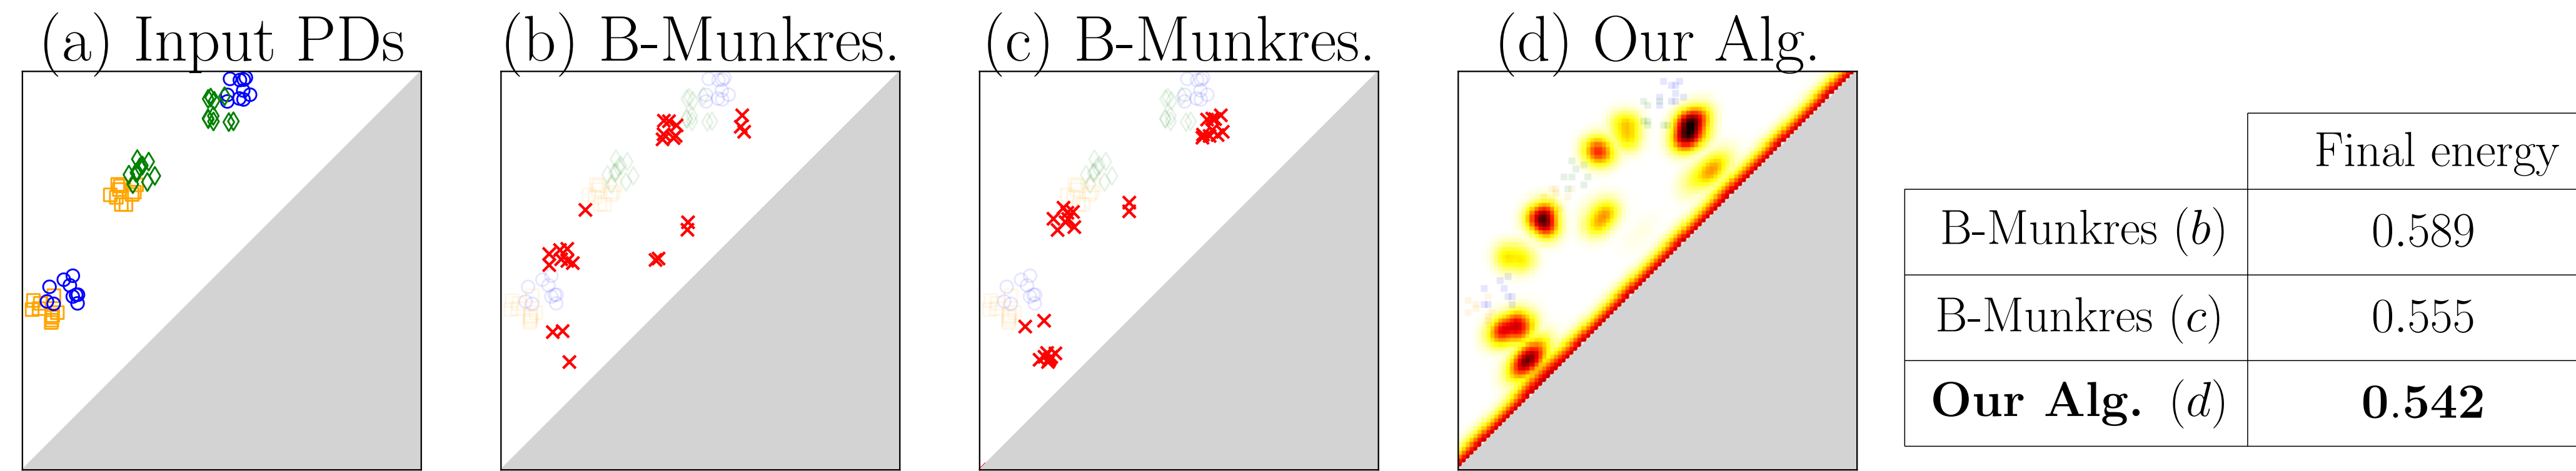 (a) Input PDs
(b) B-Munkres.
(c) B-Munkres.
(d) Our Alg.
Final energy
B-Munkres (b) 0.589
B-Munkres (c) 0.555
Our Alg. (d) 0.542